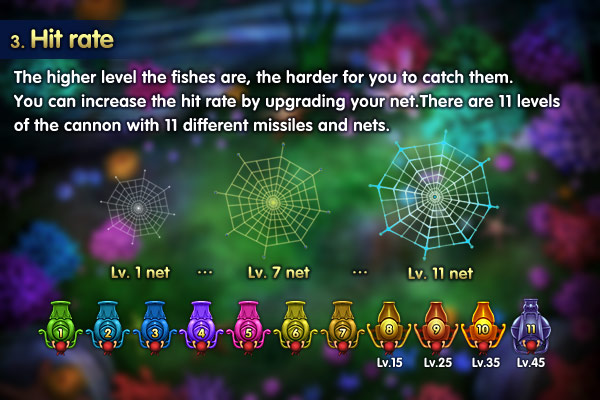 3. Hit rate
The higher level the fishes are, the harder for you to catch them.
You can increase the hit rate by upgrading your net.There are 11 levels
of the cannon with 11 different missiles and nets.
Lv. 1 net ... Lv. 7 net ... Lv. 11 net
1 2 3 4 5 6 7 8 9 10 11
Lv.15 Lv.25 Lv.35 Lv.45